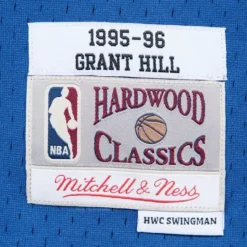 1995-96
GRANT HILL
NBA
HARDWOOD
CLASSICS
Mitchell & Ness
HWC SWINGMAN